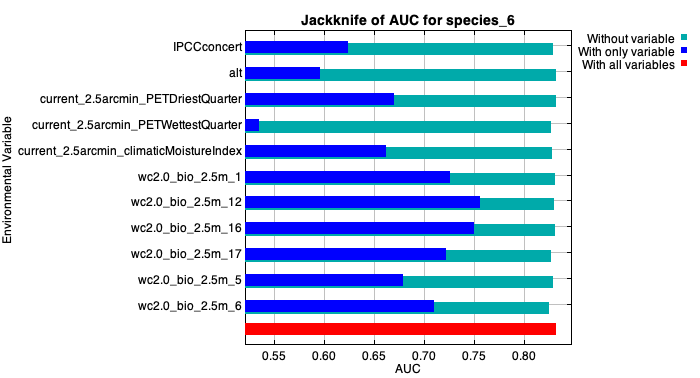 Jackknife of AUC for species_6
Without variable
With only variable
With all variables
Environmental Variable
IPCCconcert
alt
current_2.5arcmin_PETDriestQuarter
current_2.5arcmin_PETWettestQuarter
current_2.5arcmin_climaticMoistureIndex
wc2.0_bio_2.5m_1
wc2.0_bio_2.5m_12
wc2.0_bio_2.5m_16
wc2.0_bio_2.5m_17
wc2.0_bio_2.5m_5
wc2.0_bio_2.5m_6
0.55 0.60 0.65 0.70 0.75 0.80
AUC